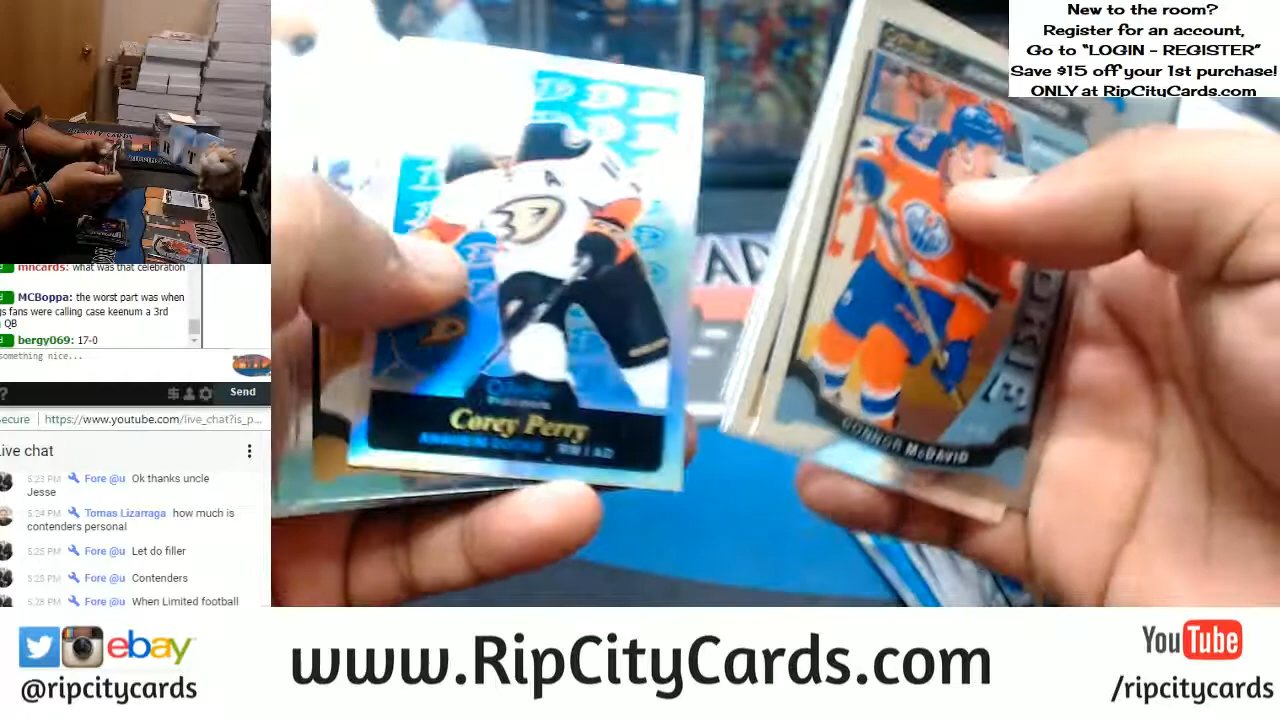 New to the room?
Register for an account,
Go to "LOGIN - REGISTER"
Save $15 off your 1st purchase!
ONLY at RipCityCards.com
mncards: what was that celebration
MCBoppa: the worst part was when
gs fans were calling case keenum a 3rd
QB
bergy069: 17-0
something nice...
Send
ecure https://www.youtube.com/live_chat?is_p...
ive chat
5:23 PM Fore @u Ok thanks uncle
Jesse
5:24 PM Tomas Lizarraga how much is
contenders personal
5:25 PM Fore @u Let do filler
5:28 PM Fore @u Contenders
5:28 PM Fore @u When Limited football
Platinum
Corey Perry
CONNOR McDAVID
ebay
@ripcitycards
www.RipCityCards.com
YouTube
/ripcitycards